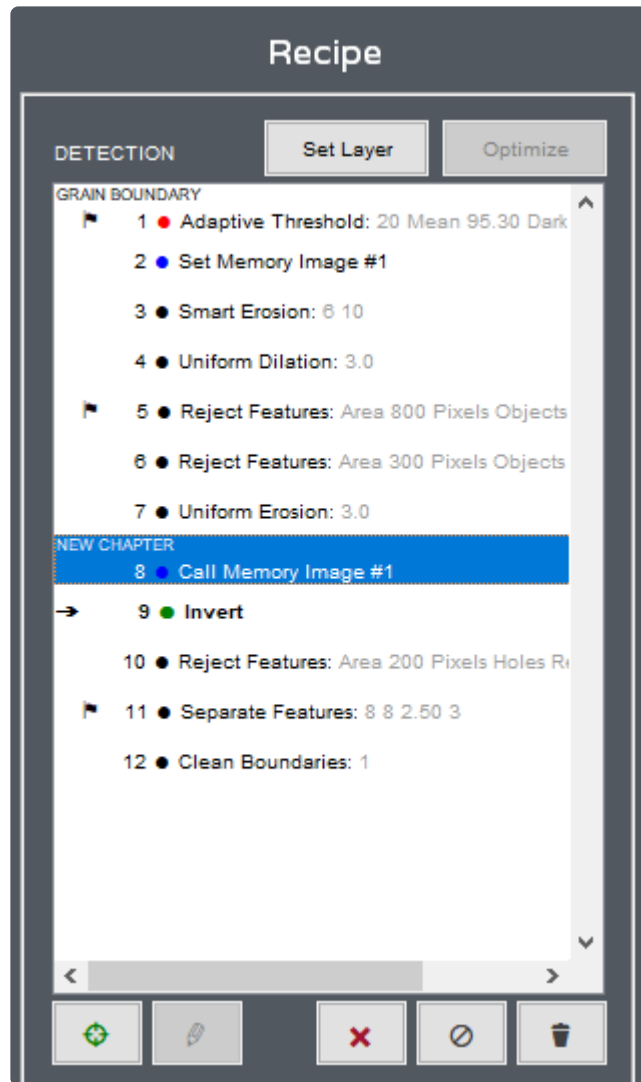 Recipe
DETECTION Set Layer Optimize
GRAIN BOUNDARY
1 Adaptive Threshold: 20 Mean 95.30 Dark
2 Set Memory Image #1
3 Smart Erosion: 6 10
4 Uniform Dilation: 3.0
5 Reject Features: Area 800 Pixels Objects
6 Reject Features: Area 300 Pixels Objects
7 Uniform Erosion: 3.0
NEW CHAPTER
8 Call Memory Image #1
9 Invert
10 Reject Features: Area 200 Pixels Holes Re
11 Separate Features: 8 8 2.50 3
12 Clean Boundaries: 1